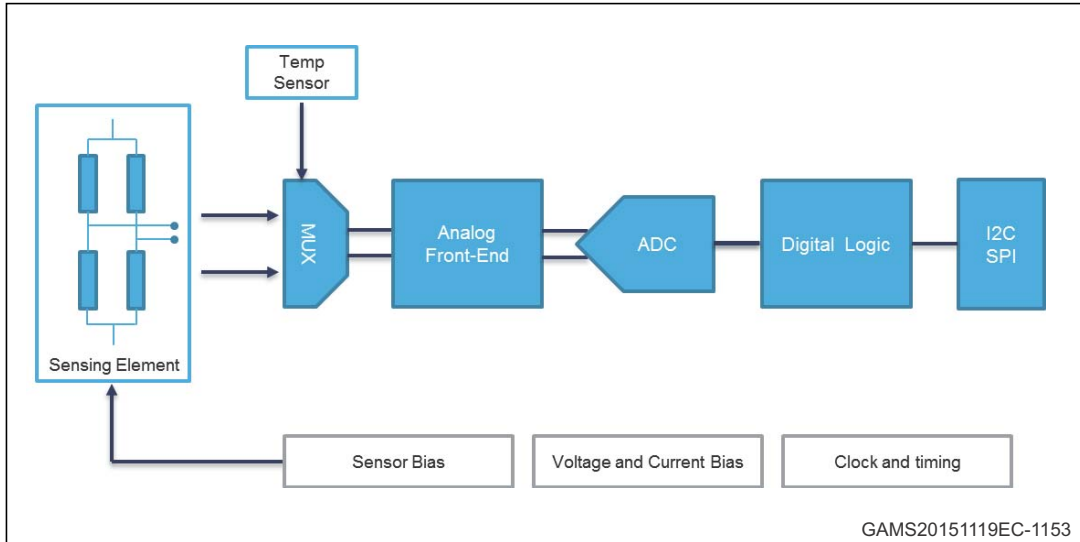 Temp
Sensor
MUX
Analog
Front-End
ADC
Digital Logic
I2C
SPI
Sensing Element
Sensor Bias
Voltage and Current Bias
Clock and timing
GAMS20151119EC-1153